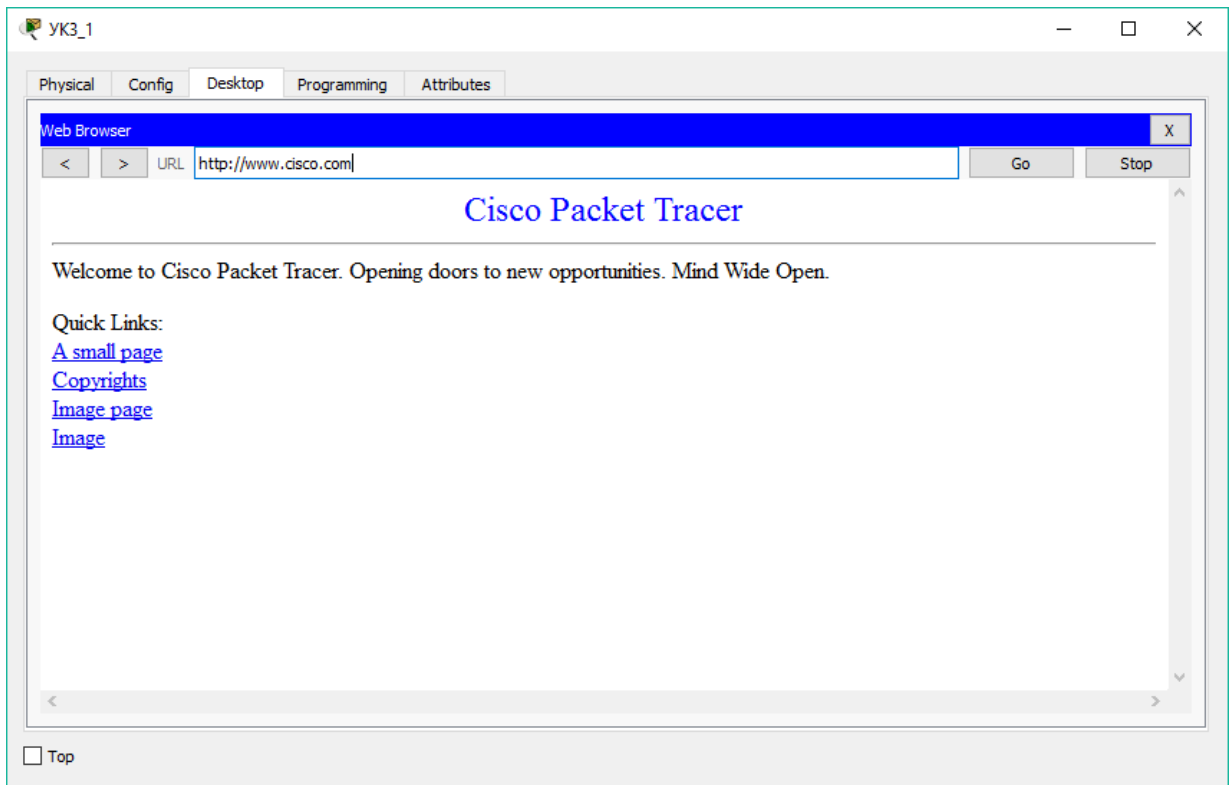 УК3_1
Physical Config Desktop Programming Attributes
Web Browser X
< > URL http://www.cisco.com Go Stop
Cisco Packet Tracer
Welcome to Cisco Packet Tracer. Opening doors to new opportunities. Mind Wide Open.
Quick Links:
A small page
Copyrights
Image page
Image
Top